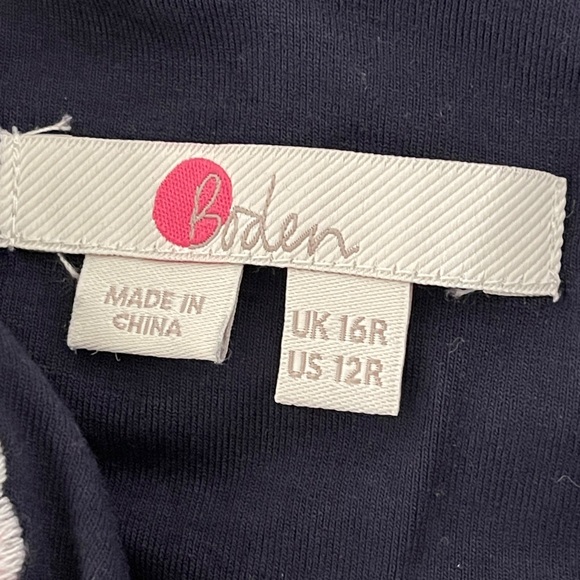 Boden
MADE IN
CHINA
UK 16R
US 12R